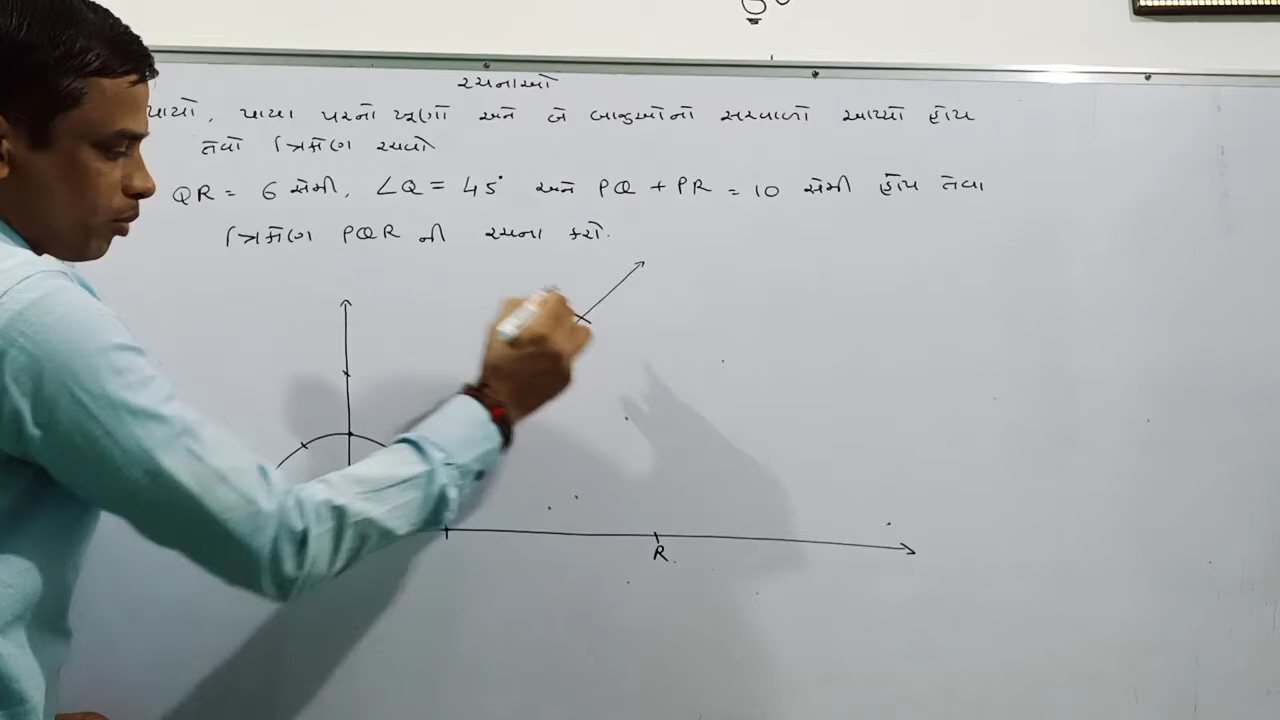 રચનાઓ
પાયો, પાયા પરનો ખૂણો અને બે બાજુઓનો સરવાળો આપ્યો હોય
તેવો ત્રિકોણ રચવો
QR = 6 સેમી, ∠Q = 45° અને PQ + PR = 10 સેમી હોય તેવા
ત્રિકોણ PQR ની રચના કરો.
R